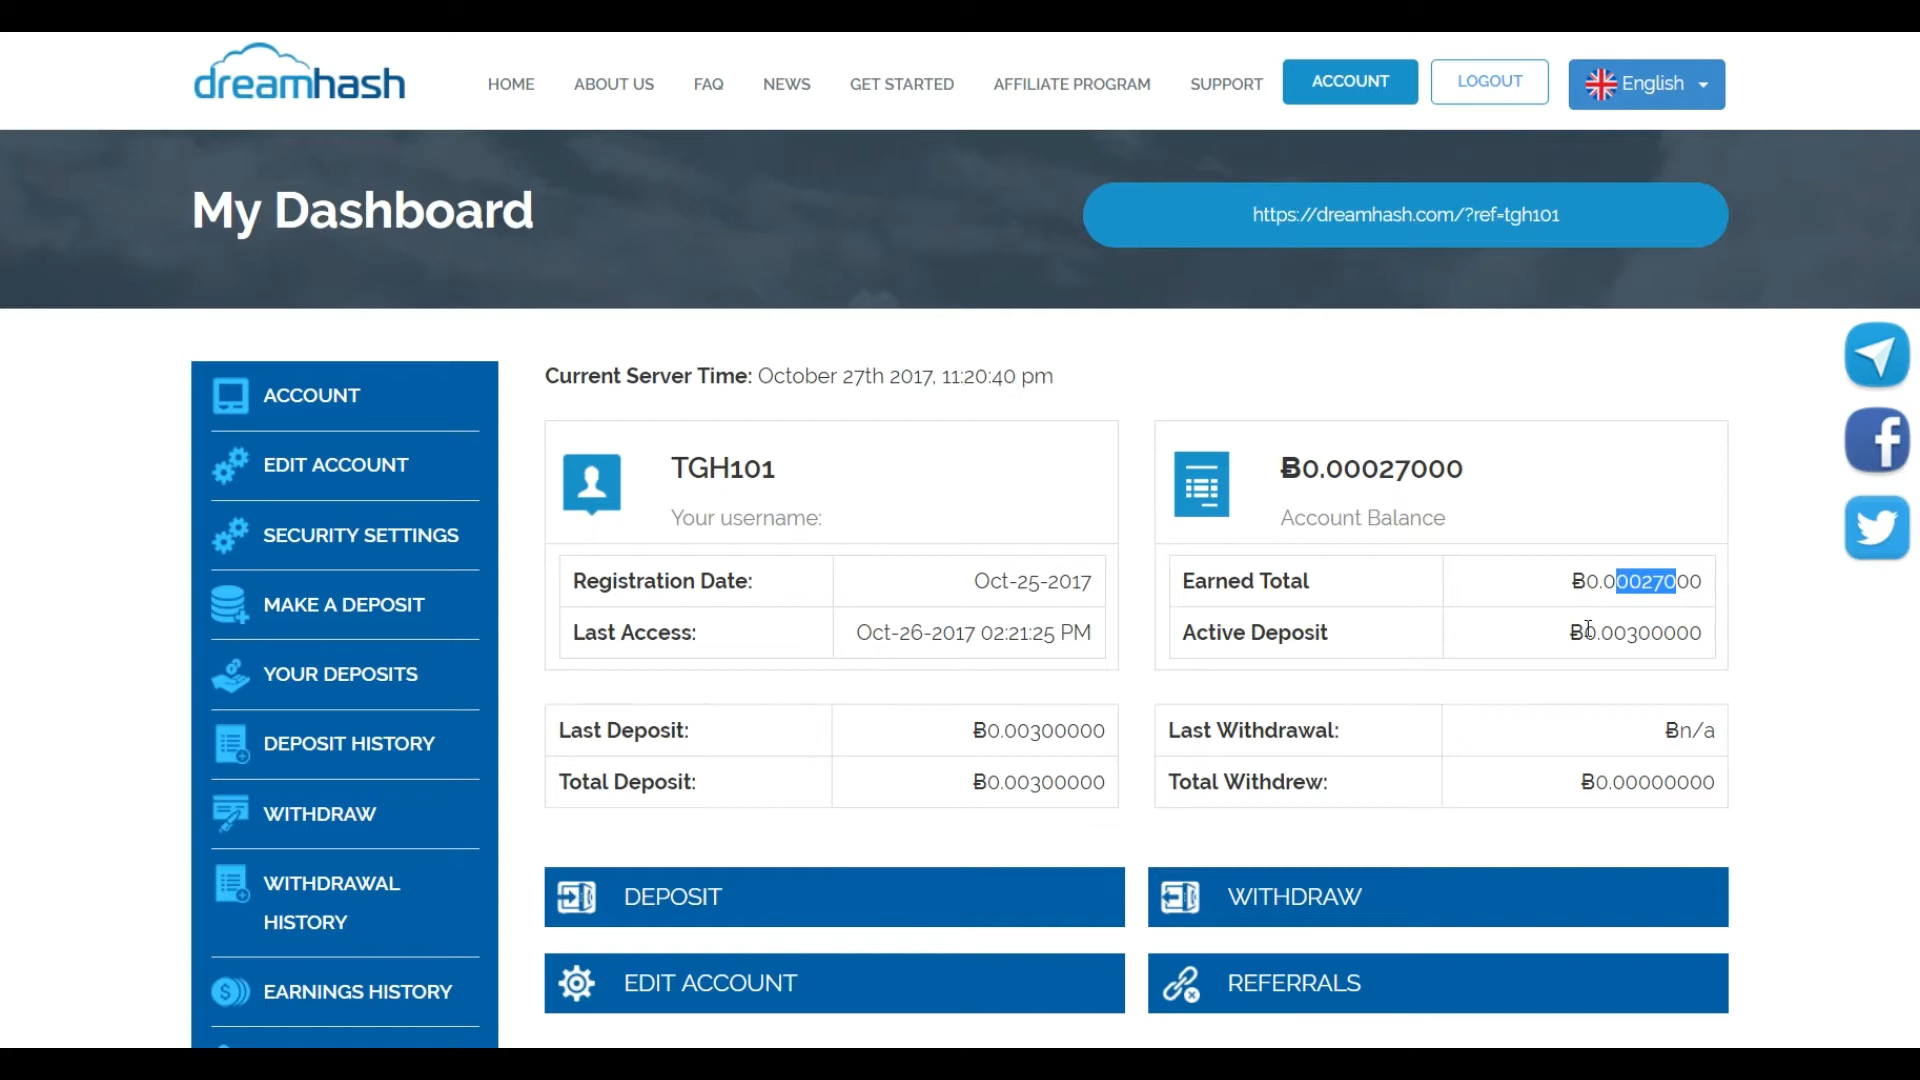 dreamhash
HOME ABOUT US FAQ NEWS GET STARTED AFFILIATE PROGRAM SUPPORT ACCOUNT LOGOUT English
My Dashboard
https://dreamhash.com/?ref=tgh101
ACCOUNT
EDIT ACCOUNT
SECURITY SETTINGS
MAKE A DEPOSIT
YOUR DEPOSITS
DEPOSIT HISTORY
WITHDRAW
WITHDRAWAL
HISTORY
EARNINGS HISTORY
Current Server Time: October 27th 2017, 11:20:40 pm
TGH101
Your username:
Registration Date: Oct-25-2017
Last Access: Oct-26-2017 02:21:25 PM
Ƀ0.00027000
Account Balance
Earned Total Ƀ0.00027000
Active Deposit Ƀ0.00300000
Last Deposit: Ƀ0.00300000
Total Deposit: Ƀ0.00300000
Last Withdrawal: Ƀn/a
Total Withdrew: Ƀ0.00000000
DEPOSIT
WITHDRAW
EDIT ACCOUNT
REFERRALS